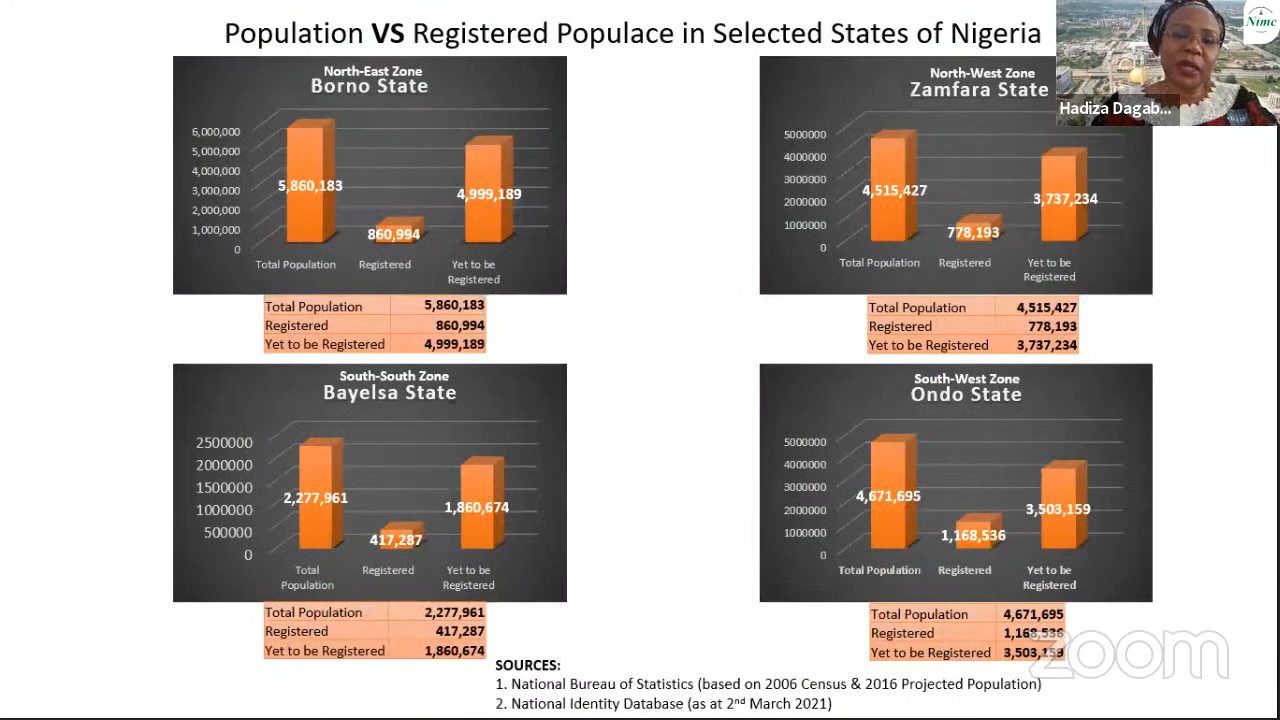 Population VS Registered Populace in Selected States of Nigeria
Nimc
Hadiza Dagab...
North-East Zone
Borno State
6,000,000
5,000,000
4,000,000
3,000,000
2,000,000
1,000,000
0
5,860,183
860,994
4,999,189
Total Population
Registered
Yet to be
Registered
Total Population 5,860,183
Registered 860,994
Yet to be Registered 4,999,189
North-West Zone
Zamfara State
5000000
4000000
3000000
2000000
1000000
0
4,515,427
778,193
3,737,234
Total Population
Registered
Yet to be
Registered
Total Population 4,515,427
Registered 778,193
Yet to be Registered 3,737,234
South-South Zone
Bayelsa State
2500000
2000000
1500000
1000000
500000
0
2,277,961
417,287
1,860,674
Total
Population
Registered
Yet to be
Registered
Total Population 2,277,961
Registered 417,287
Yet to be Registered 1,860,674
South-West Zone
Ondo State
5000000
4000000
3000000
2000000
1000000
0
4,671,695
1,168,536
3,503,159
Total Population
Registered
Yet to be
Registered
Total Population 4,671,695
Registered 1,168,536
Yet to be Registered 3,503,159
zoom
SOURCES:
1. National Bureau of Statistics (based on 2006 Census & 2016 Projected Population)
2. National Identity Database (as at 2nd March 2021)